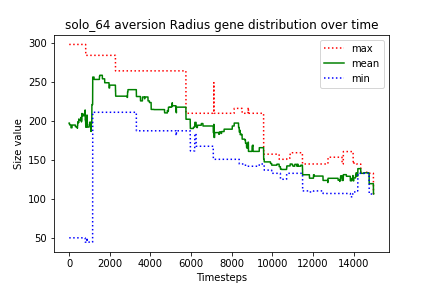 solo_64 aversion Radius gene distribution over time
Size value
300
250
200
150
100
50
max
mean
min
0
2000
4000
6000
8000
10000
12000
14000
Timesteps